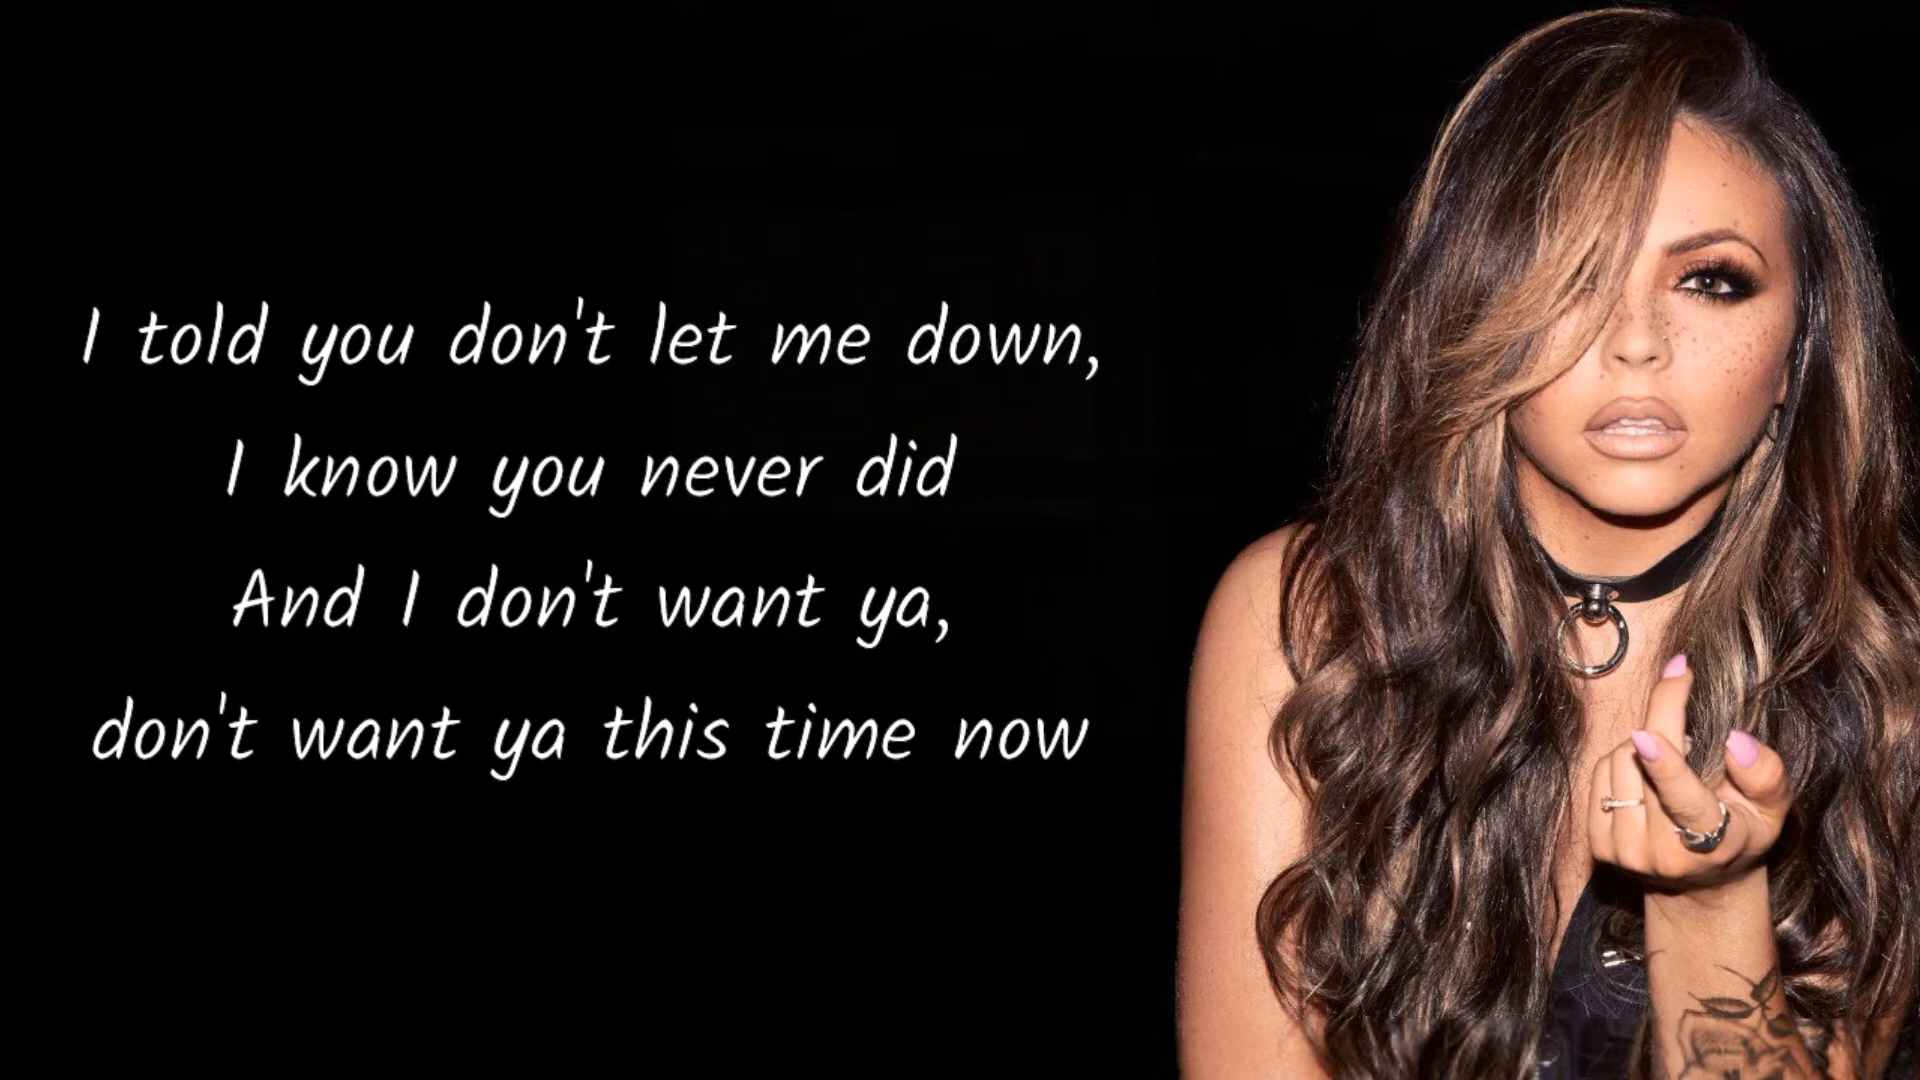 I told you don't let me down,
I know you never did
And I don't want ya,
don't want ya this time now